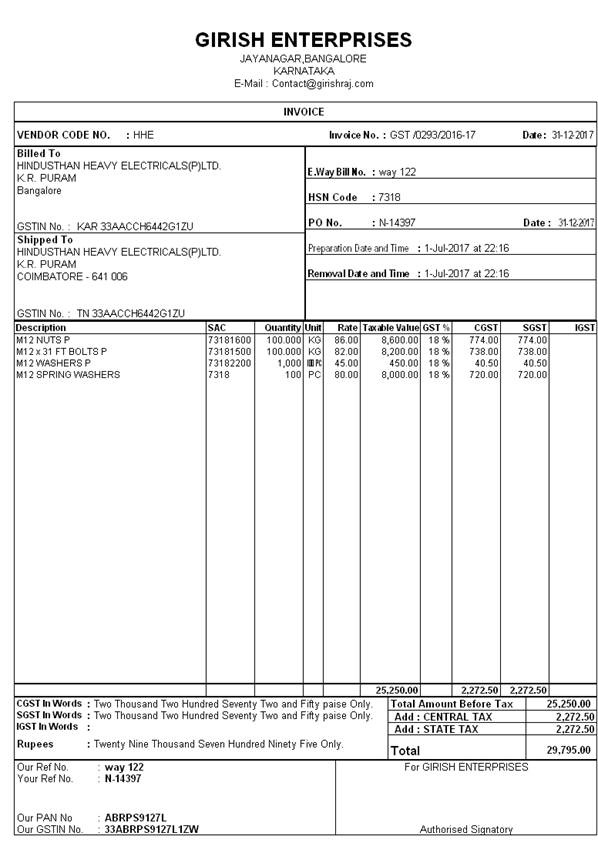 GIRISH ENTERPRISES
JAYANAGAR,BANGALORE
KARNATAKA
E-Mail : Contact@girishraj.com
INVOICE
VENDOR CODE NO. : HHE Invoice No. : GST /0293/2016-17 Date : 31-12-2017
Billed To
HINDUSTHAN HEAVY ELECTRICALS(P)LTD.
K.R. PURAM
Bangalore
GSTIN No. : KAR 33AACCH6442G1ZU
E.Way Bill No. : way 122
HSN Code : 7318
PO No. : N-14397 Date : 31-12-2017
Shipped To
HINDUSTHAN HEAVY ELECTRICALS(P)LTD.
K.R. PURAM
COIMBATORE - 641 006
GSTIN No. : TN 33AACCH6442G1ZU
Preparation Date and Time : 1-Jul-2017 at 22:16
Removal Date and Time : 1-Jul-2017 at 22:16
Description SAC Quantity Unit Rate Taxable Value GST % CGST SGST IGST
M12 NUTS P 73181600 100.000 KG 86.00 8,600.00 18 % 774.00 774.00
M12 x 31 FT BOLTS P 73181500 100.000 KG 82.00 8,200.00 18 % 738.00 738.00
M12 WASHERS P 73182200 1,000 PC 45.00 450.00 18 % 40.50 40.50
M12 SPRING WASHERS 7318 100 PC 80.00 8,000.00 18 % 720.00 720.00
25,250.00 2,272.50 2,272.50
CGST In Words : Two Thousand Two Hundred Seventy Two and Fifty paise Only.
SGST In Words : Two Thousand Two Hundred Seventy Two and Fifty paise Only.
IGST In Words :
Rupees : Twenty Nine Thousand Seven Hundred Ninety Five Only.
Total Amount Before Tax 25,250.00
Add : CENTRAL TAX 2,272.50
Add : STATE TAX 2,272.50
Total 29,795.00
Our Ref No. : way 122
Your Ref No. : N-14397
Our PAN No : ABRPS9127L
Our GSTIN No. : 33ABRPS9127L1ZW
For GIRISH ENTERPRISES
Authorised Signatory